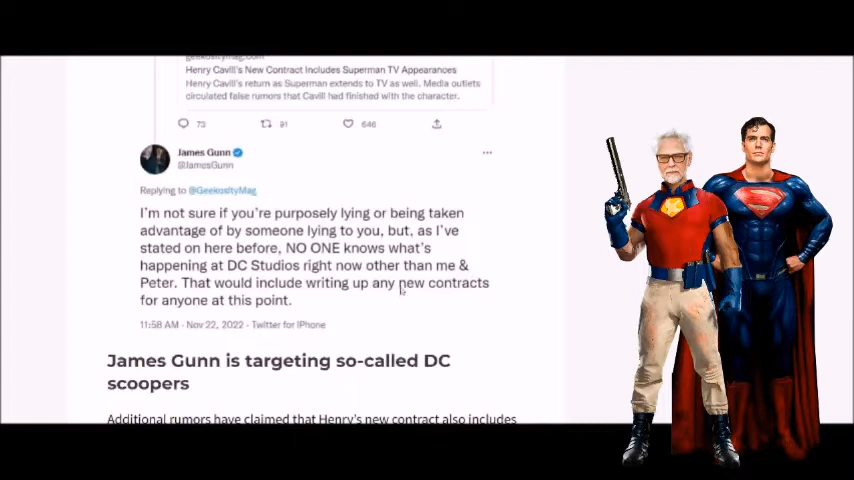 geekositymag.com
Henry Cavill's New Contract Includes Superman TV Appearances
Henry Cavill's return as Superman extends to TV as well. Media outlets
circulated false rumors that Cavill had finished with the character.
73 91 646
James Gunn
@JamesGunn
Replying to @GeekosityMag
I'm not sure if you're purposely lying or being taken
advantage of by someone lying to you, but, as I've
stated on here before, NO ONE knows what's
happening at DC Studios right now other than me &
Peter. That would include writing up any new contracts
for anyone at this point.
11:58 AM · Nov 22, 2022 · Twitter for iPhone
James Gunn is targeting so-called DC
scoopers
Additional rumors have claimed that Henry's new contract also includes